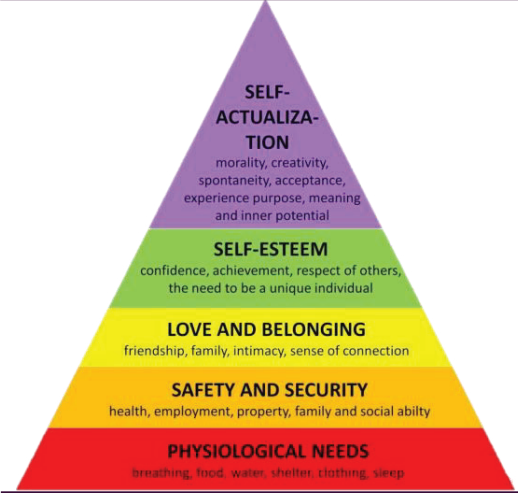 SELF-
ACTUALIZA-
TION
morality, creativity,
spontaneity, acceptance,
experience purpose, meaning
and inner potential
SELF-ESTEEM
confidence, achievement, respect of others,
the need to be a unique individual
LOVE AND BELONGING
friendship, family, intimacy, sense of connection
SAFETY AND SECURITY
health, employment, property, family and social abilty
PHYSIOLOGICAL NEEDS
breathing, food, water, shelter, clothing, sleep